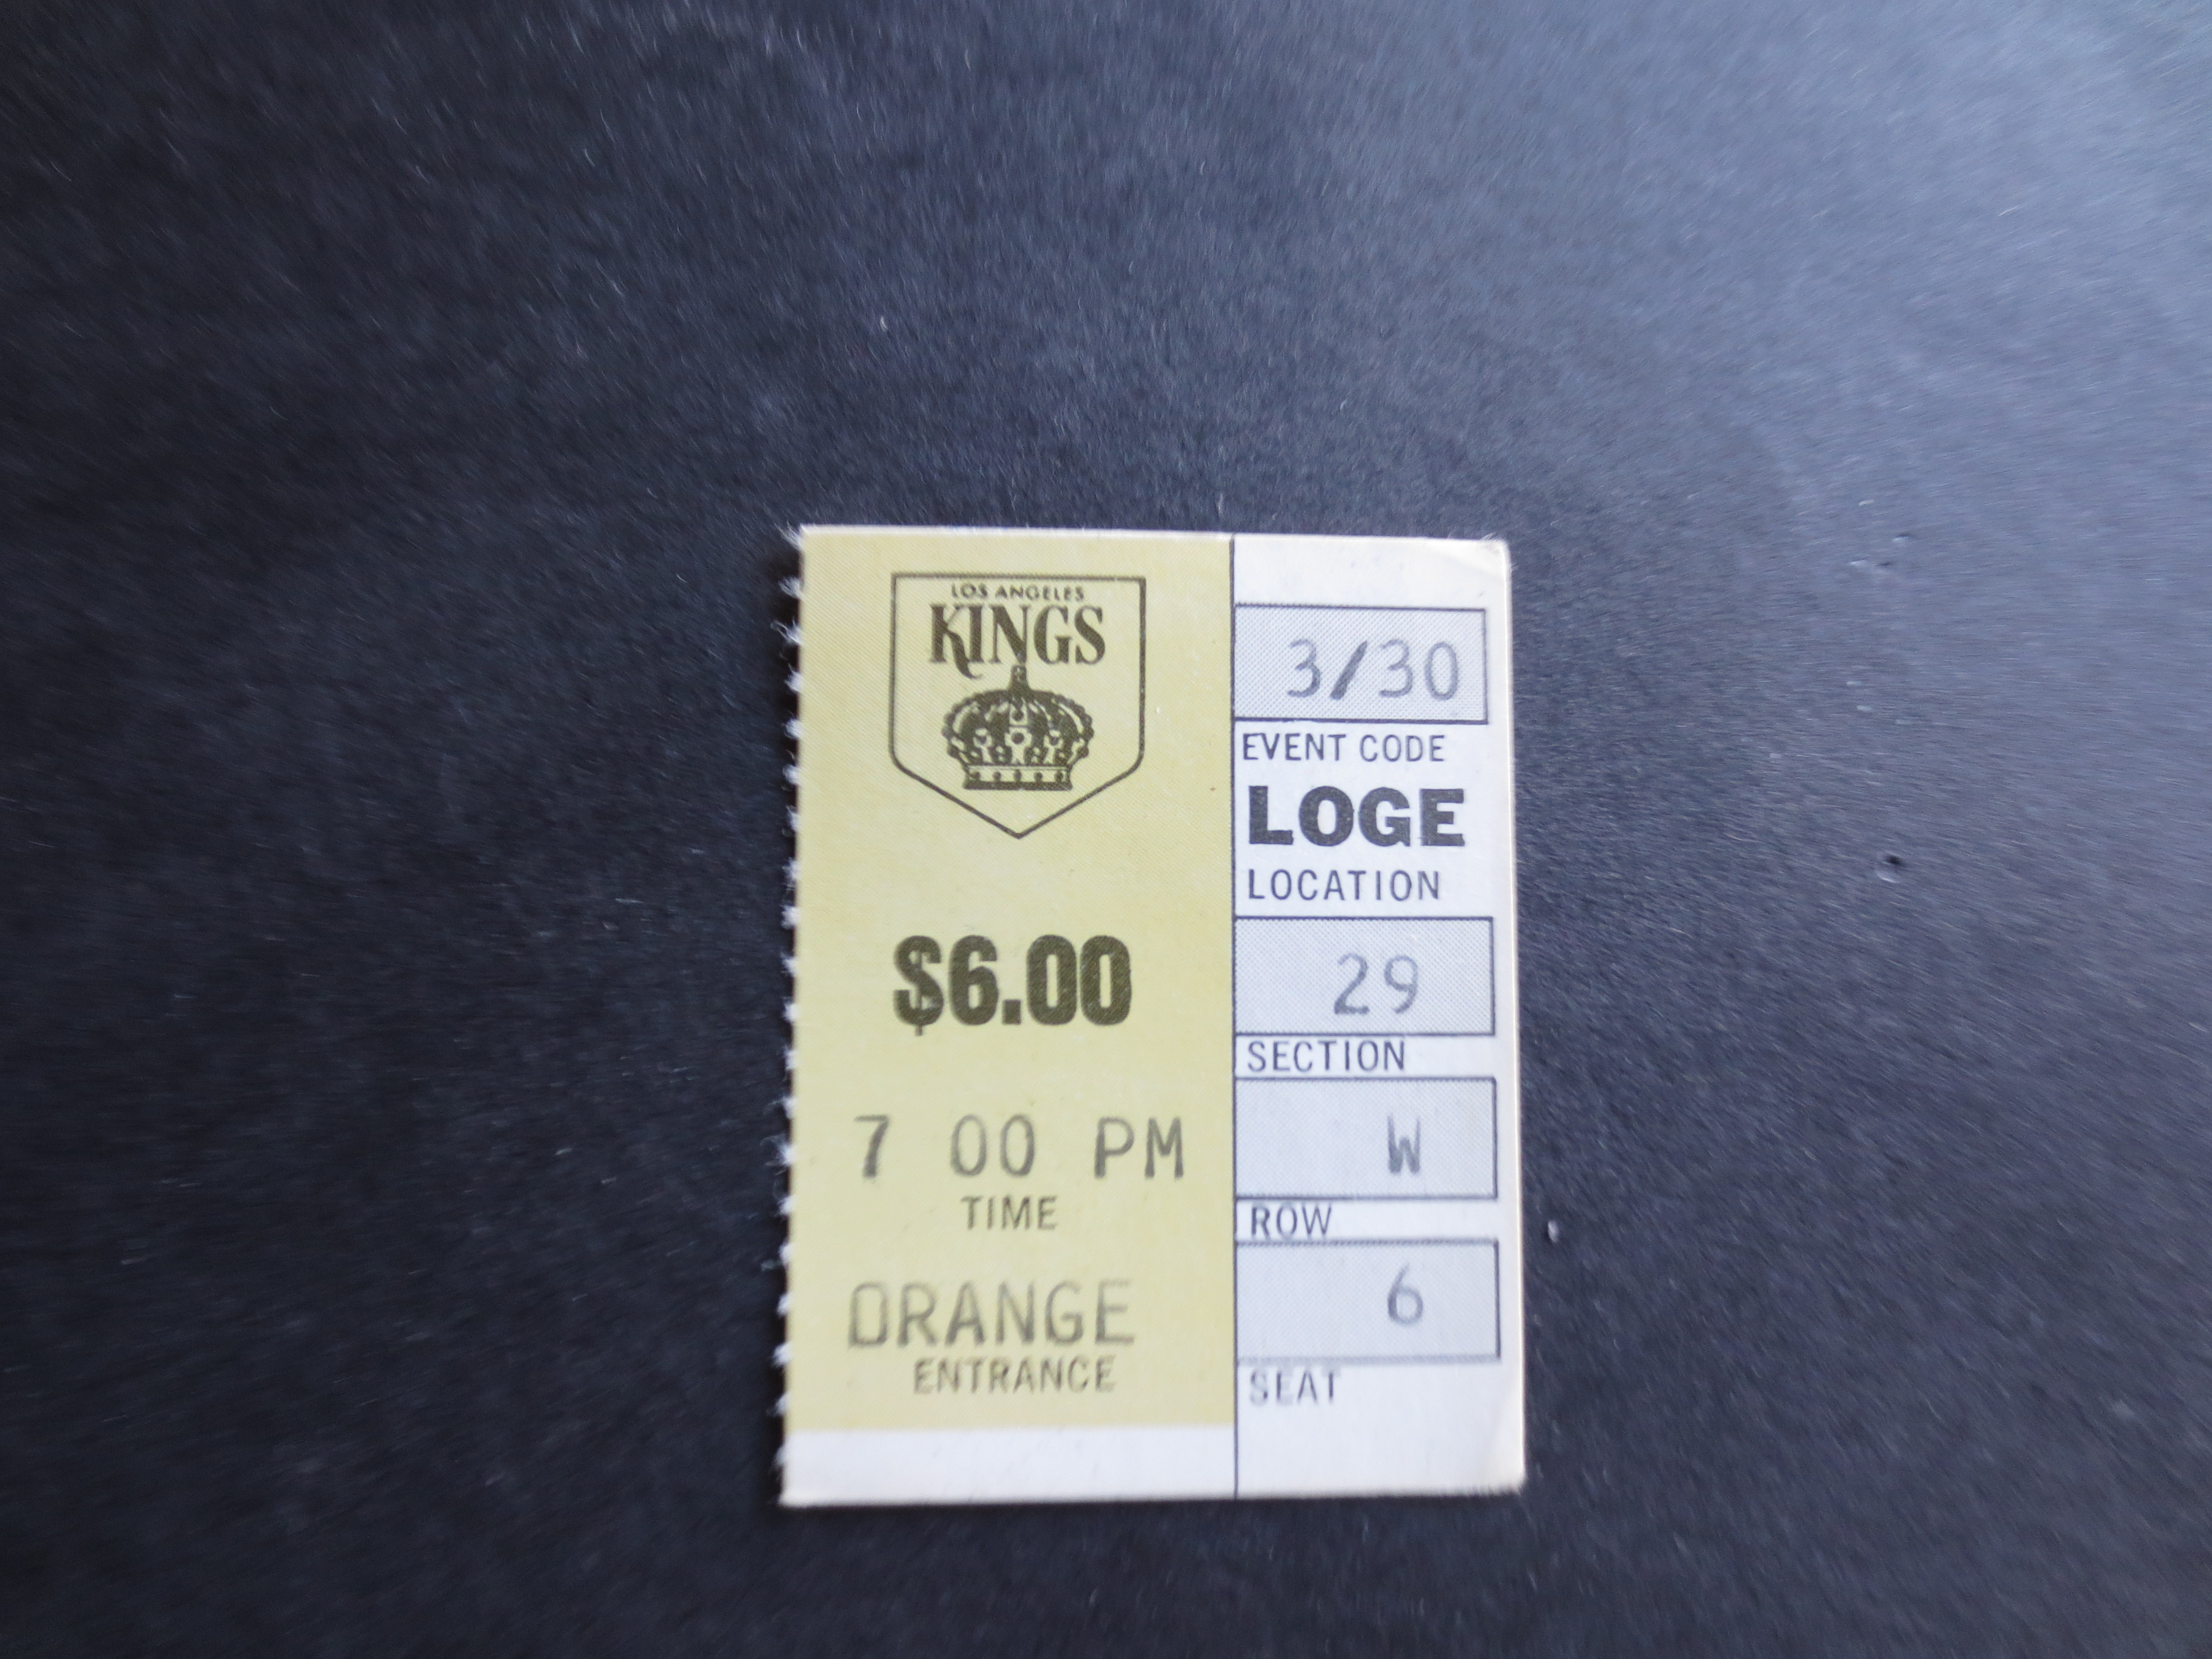 LOS ANGELES
KINGS
$6.00
7 00 PM
TIME
ORANGE
ENTRANCE
3/30
EVENT CODE
LOGE
LOCATION
29
SECTION
W
ROW
6
SEAT